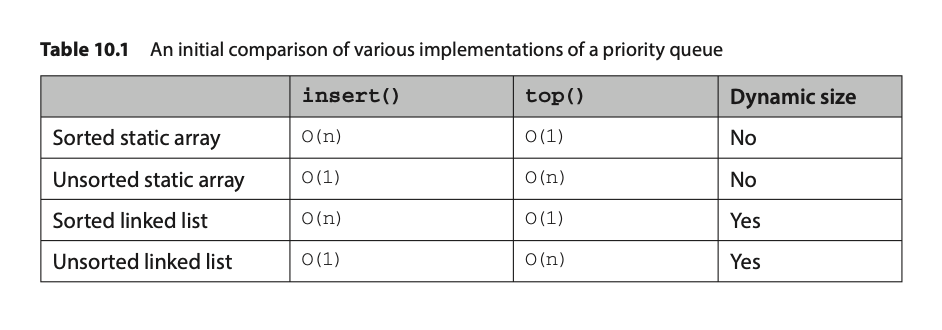 Table 10.1 An initial comparison of various implementations of a priority queue
insert() top() Dynamic size
Sorted static array O(n) O(1) No
Unsorted static array O(1) O(n) No
Sorted linked list O(n) O(1) Yes
Unsorted linked list O(1) O(n) Yes